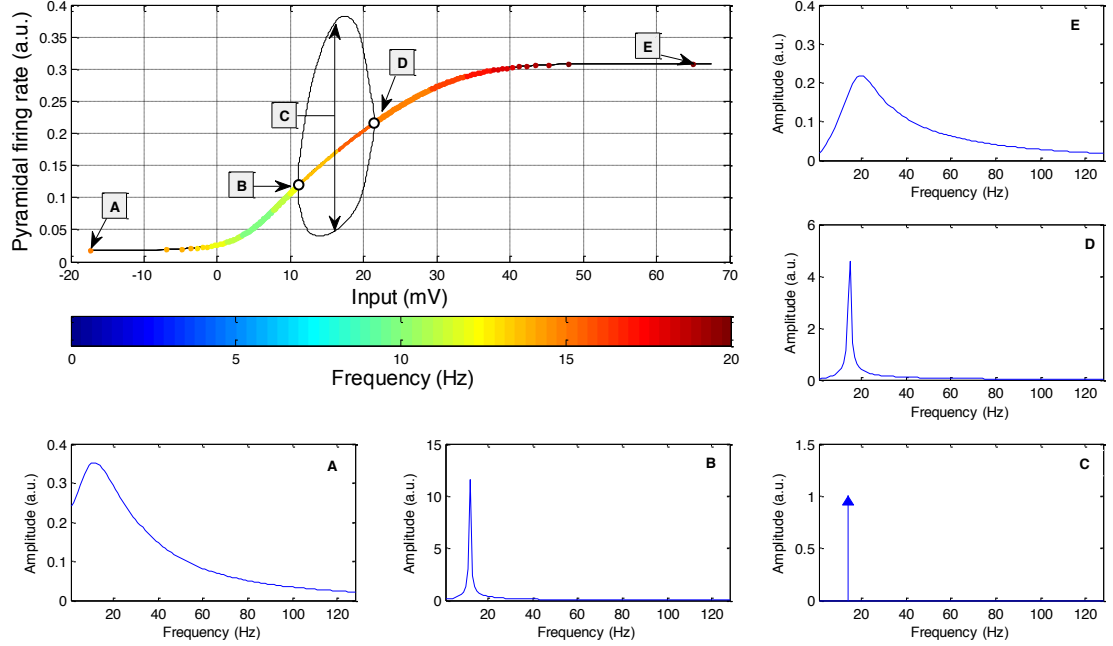 Pyramidal firing rate (a.u.)
0.4
0.35
0.3
0.25
0.2
0.15
0.1
0.05
0
A
B
C
D
E
-20 -10 0 10 20 30 40 50 60 70
Input (mV)
0 5 10 15 20
Frequency (Hz)
E
Amplitude (a.u.)
0.4
0.3
0.2
0.1
0
20 40 60 80 100 120
Frequency (Hz)
D
Amplitude (a.u.)
6
4
2
0
20 40 60 80 100 120
Frequency (Hz)
A
Amplitude (a.u.)
0.4
0.3
0.2
0.1
0
20 40 60 80 100 120
Frequency (Hz)
B
Amplitude (a.u.)
15
10
5
0
20 40 60 80 100 120
Frequency (Hz)
C
Amplitude (a.u.)
1.5
1
0.5
0
20 40 60 80 100 120
Frequency (Hz)